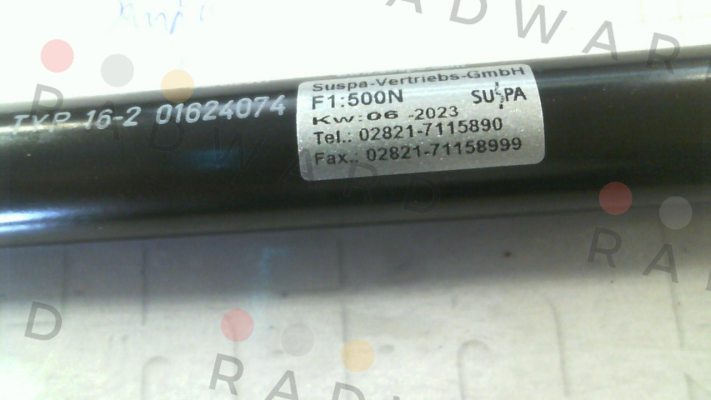 RADWARD
TYP 16-2 01624074
Suspa-Vertriebs-GmbH
F1:500N SUSPA
Kw:06 -2023
Tel.: 02821-7115890
Fax.: 02821-71158999